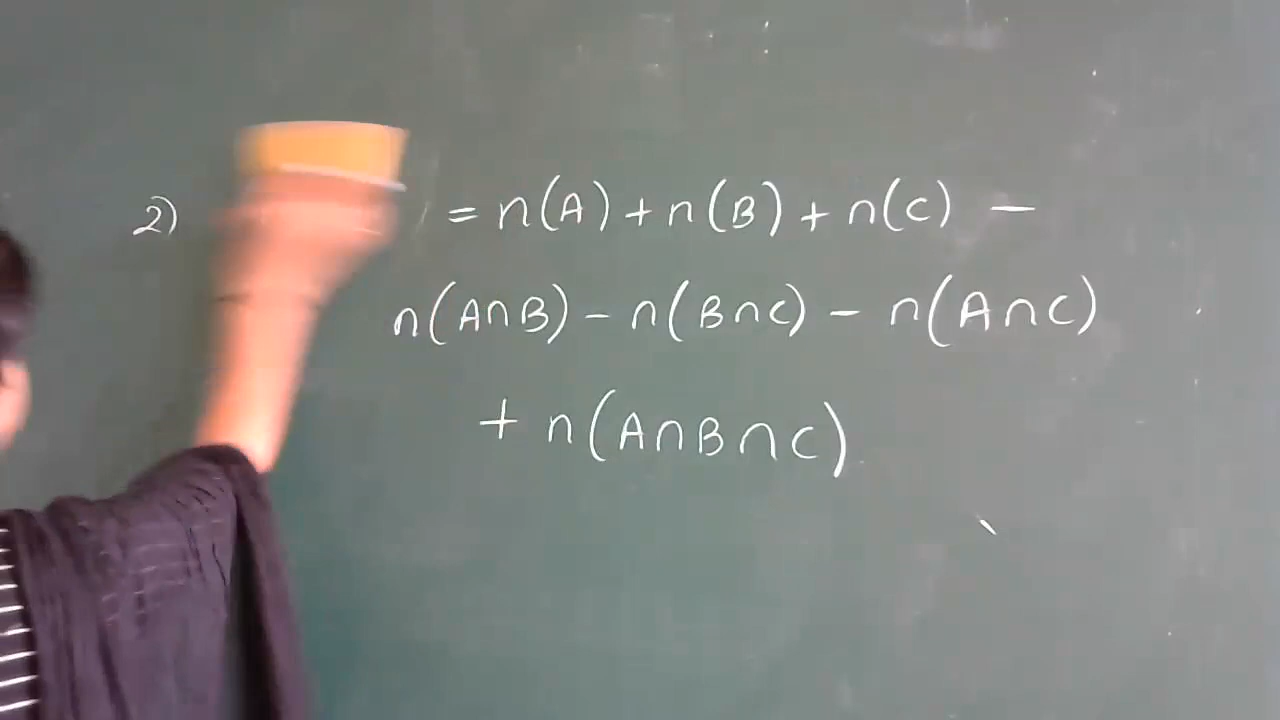 2) ) = n(A) + n(B) + n(C) −
n(A∩B) − n(B∩C) − n(A∩C)
+ n(A∩B∩C)